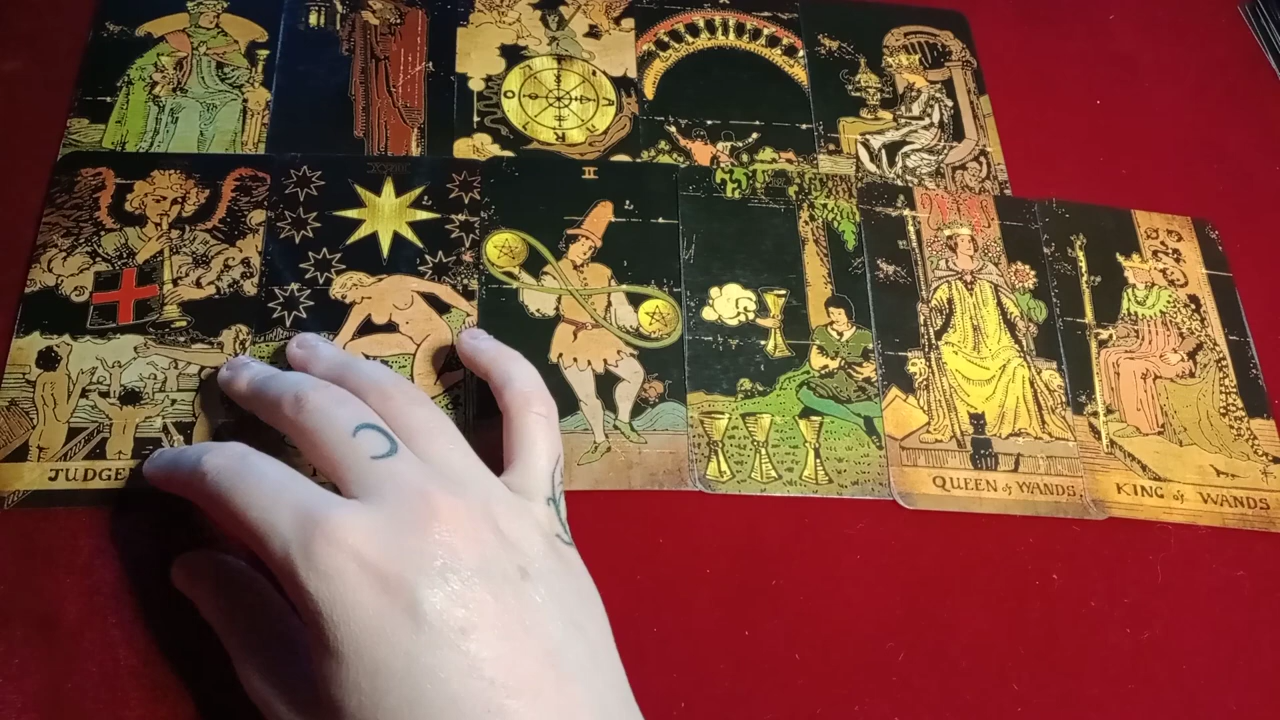 T
A
R
O
II
JUDGE
QUEEN of WANDS
KING of WANDS